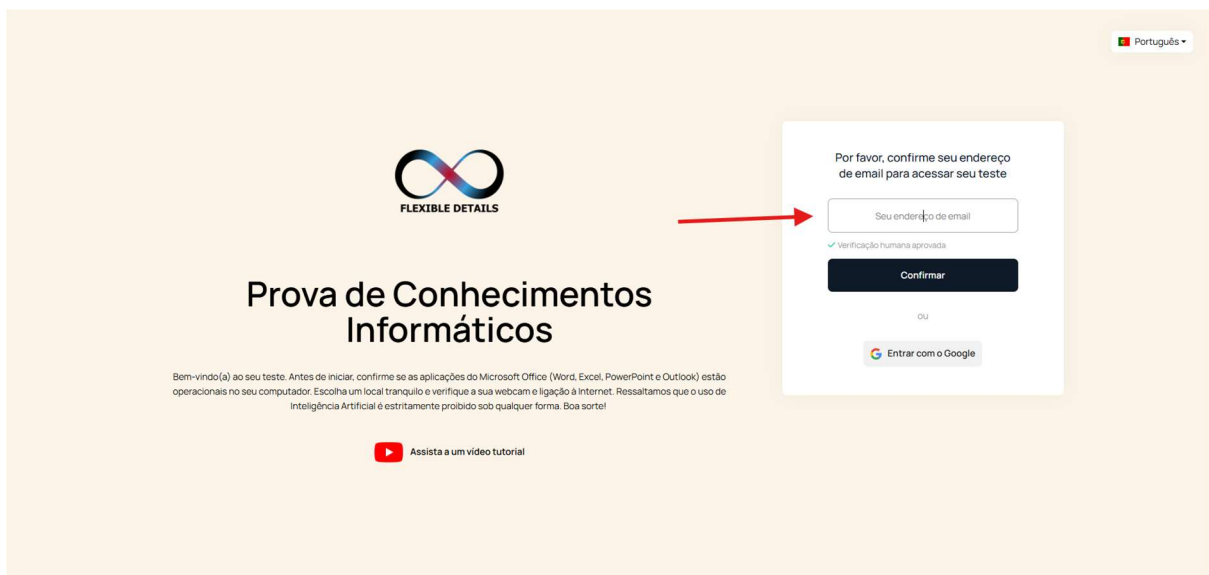 Português
FLEXIBLE DETAILS
Prova de Conhecimentos
Informáticos
Bem-vindo(a) ao seu teste. Antes de iniciar, confirme se as aplicações do Microsoft Office (Word, Excel, PowerPoint e Outlook) estão
operacionais no seu computador. Escolha um local tranquilo e verifique a sua webcam e ligação à Internet. Ressaltamos que o uso de
Inteligência Artificial é estritamente proibido sob qualquer forma. Boa sorte!
Assista a um vídeo tutorial
Por favor, confirme seu endereço
de email para acessar seu teste
Seu endereço de email
Verificação humana aprovada
Confirmar
ou
Entrar com o Google